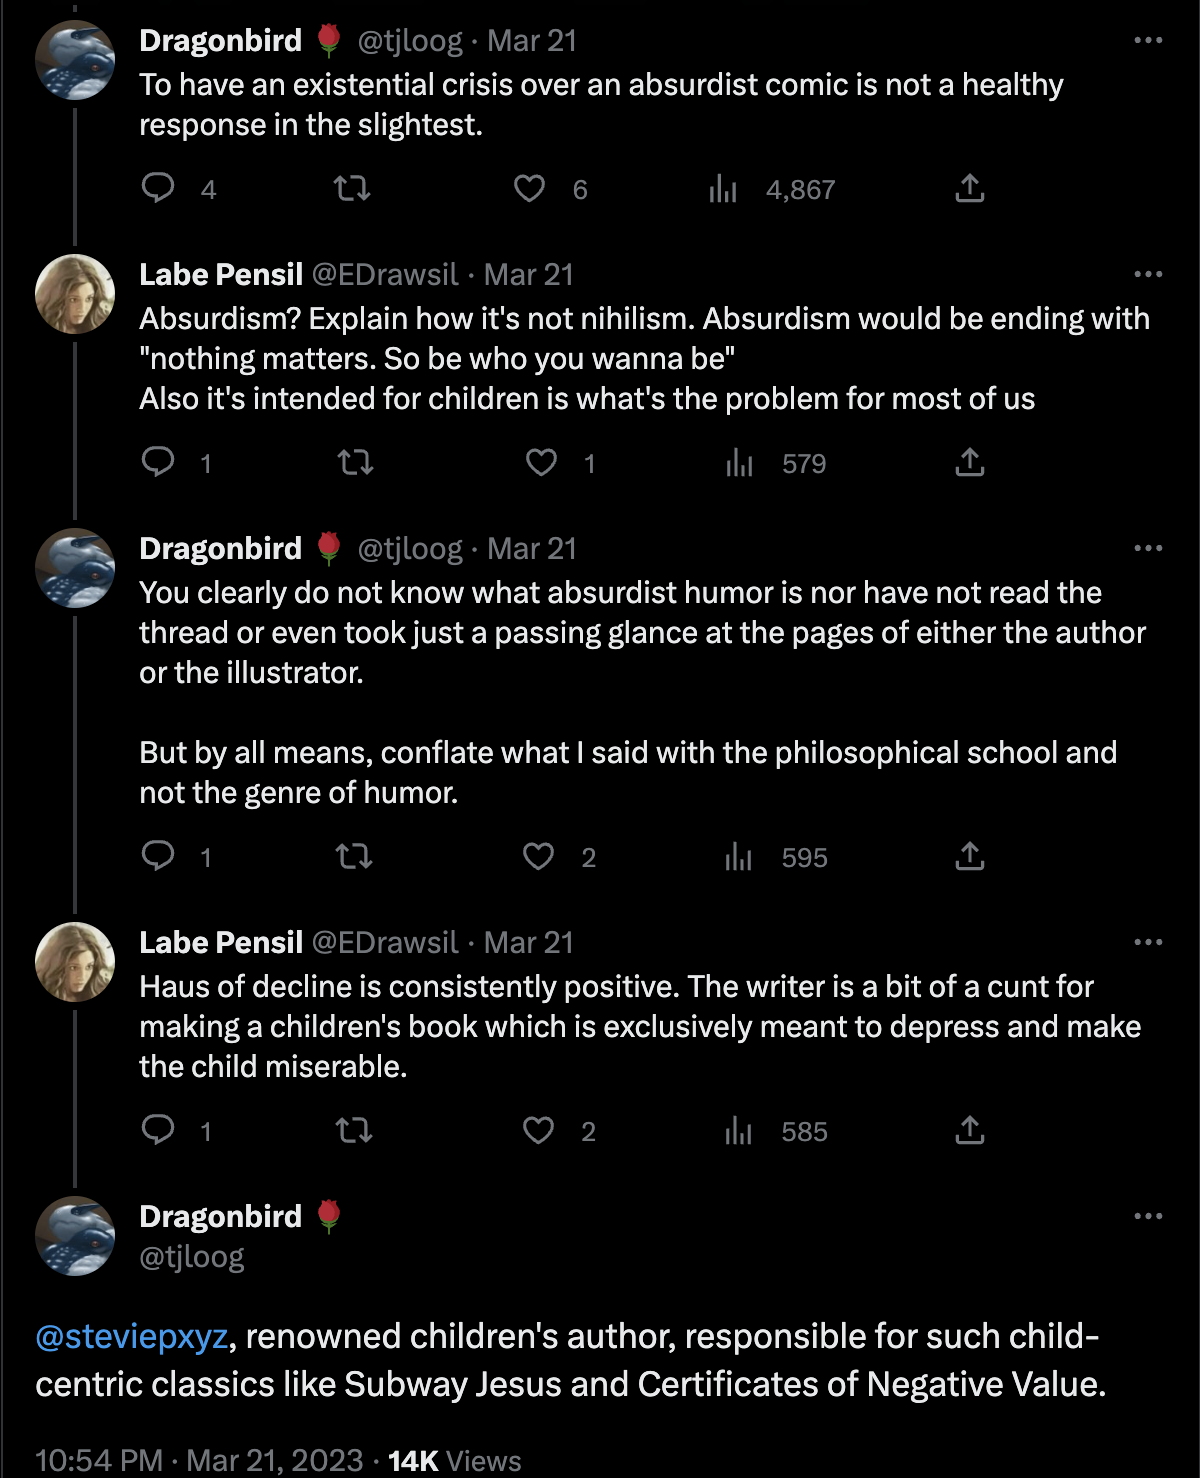 Dragonbird 🌹 @tjloog · Mar 21
To have an existential crisis over an absurdist comic is not a healthy
response in the slightest.
4 6 4,867
Labe Pensil @EDrawsil · Mar 21
Absurdism? Explain how it's not nihilism. Absurdism would be ending with
"nothing matters. So be who you wanna be"
Also it's intended for children is what's the problem for most of us
1 1 579
Dragonbird 🌹 @tjloog · Mar 21
You clearly do not know what absurdist humor is nor have not read the
thread or even took just a passing glance at the pages of either the author
or the illustrator.
But by all means, conflate what I said with the philosophical school and
not the genre of humor.
1 2 595
Labe Pensil @EDrawsil · Mar 21
Haus of decline is consistently positive. The writer is a bit of a cunt for
making a children's book which is exclusively meant to depress and make
the child miserable.
1 2 585
Dragonbird 🌹
@tjloog
@steviepxyz, renowned children's author, responsible for such child-
centric classics like Subway Jesus and Certificates of Negative Value.
10:54 PM · Mar 21, 2023 · 14K Views